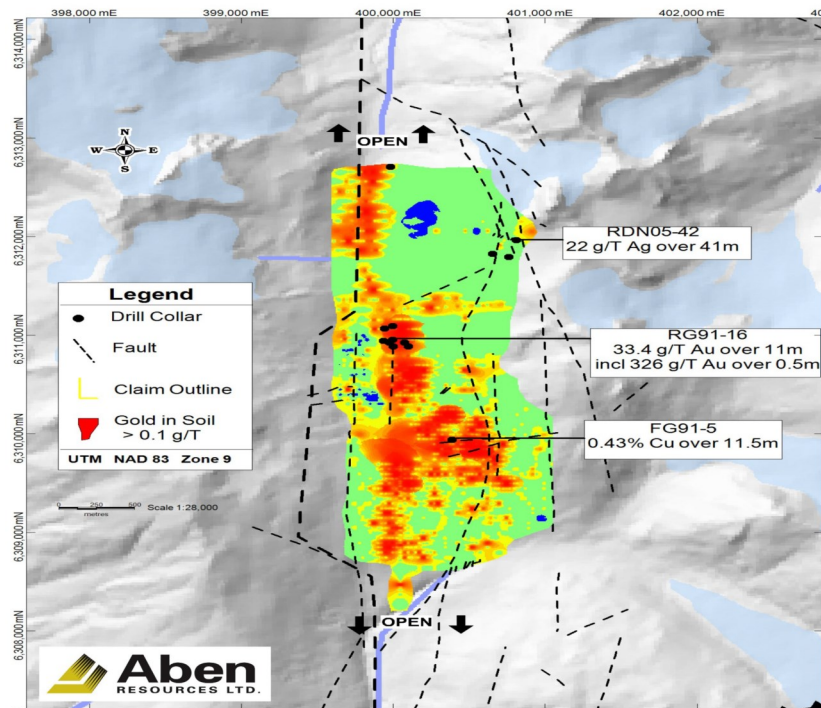 398,000 mE
399,000 mE
400,000 mE
401,000 mE
402,000 mE
6,314,000 mN
6,313,000 mN
6,312,000 mN
6,311,000 mN
6,310,000 mN
6,309,000 mN
6,308,000 mN
N
W E
S
OPEN
RDN05-42
22 g/T Ag over 41m
Legend
Drill Collar
Fault
Claim Outline
Gold in Soil
> 0.1 g/T
UTM NAD 83 Zone 9
RG91-16
33.4 g/T Au over 11m
incl 326 g/T Au over 0.5m
FG91-5
0.43% Cu over 11.5m
0 250 500
metres
Scale 1:28,000
OPEN
Aben
RESOURCES LTD.